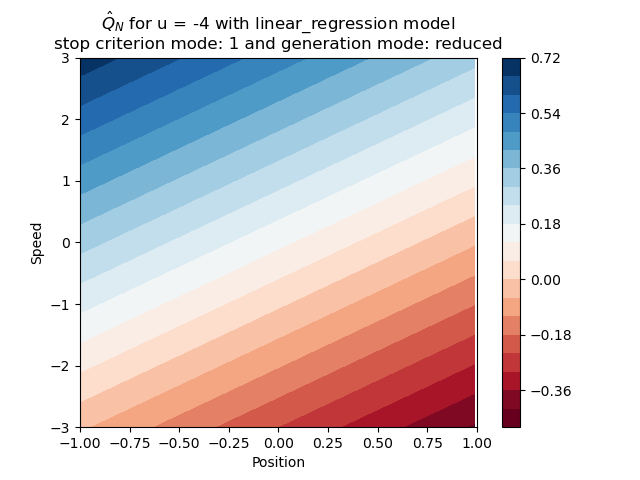 Q̂_N for u = -4 with linear_regression model
stop criterion mode: 1 and generation mode: reduced
3
2
1
0
−1
−2
−3
Speed
−1.00 −0.75 −0.50 −0.25 0.00 0.25 0.50 0.75 1.00
Position
0.72
0.54
0.36
0.18
0.00
−0.18
−0.36